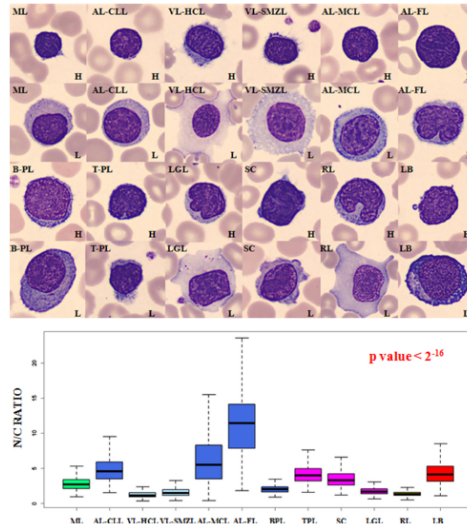 ML AL-CLL VL-HCL VL-SMZL AL-MCL AL-FL
H H H H H H
ML AL-CLL VL-HCL VL-SMZL AL-MCL AL-FL
L L L L L L
B-PL T-PL LGL SC RL LB
H H H H H H
B-PL T-PL LGL SC RL LB
L L L L L L
p value < 2-16
N/C RATIO
20
15
10
5
0
ML AL-CLL VL-HCL VL-SMZL AL-MCL AL-FL BPL TPL SC LGL RL LB